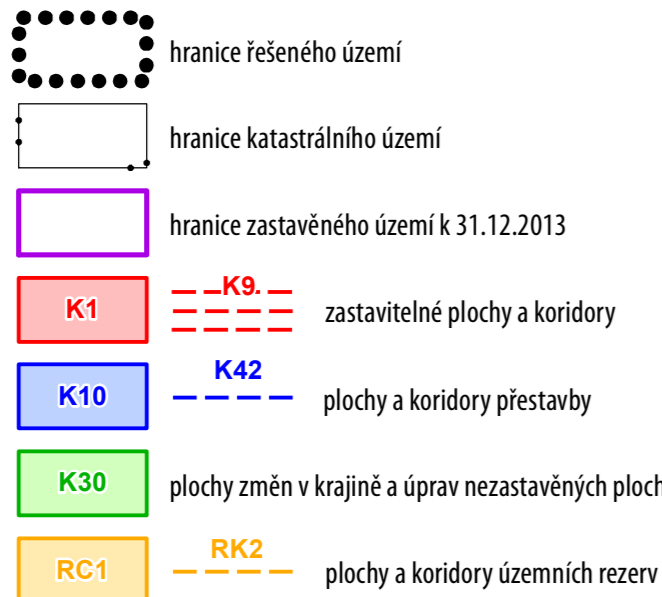 hranice řešeného území
hranice katastrálního území
hranice zastavěného území k 31.12.2013
K1 K9 zastavitelné plochy a koridory
K10 K42 plochy a koridory přestavby
K30 plochy změn v krajině a úprav nezastavěných ploch
RC1 RK2 plochy a koridory územních rezerv